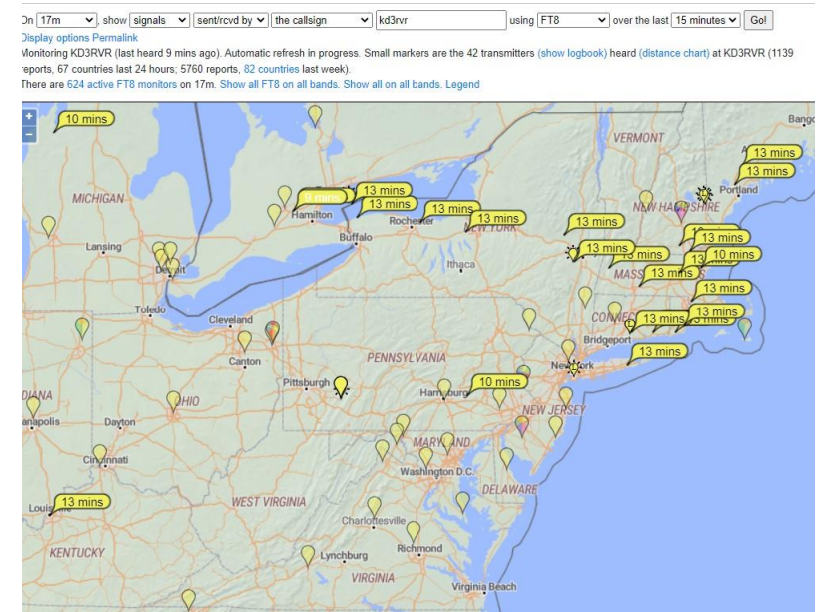 On 17m, show signals sent/rcvd by the callsign kd3rvr using FT8 over the last 15 minutes Go!
Display options Permalink
Monitoring KD3RVR (last heard 9 mins ago). Automatic refresh in progress. Small markers are the 42 transmitters (show logbook) heard (distance chart) at KD3RVR (1139
reports, 67 countries last 24 hours; 5760 reports, 82 countries last week).
There are 624 active FT8 monitors on 17m. Show all FT8 on all bands. Show all on all bands. Legend
+
−
10 mins
VERMONT
13 mins
13 mins
Portland
MICHIGAN
9 mins
13 mins
13 mins
Hamilton
Rochester
13 mins
13 mins
NEW YORK
NEW HAMPSHIRE
13 mins
Buffalo
13 mins
10 mins
Lansing
13 mins
13 mins
Ithaca
Detroit
MASS
13 mins
13 mins
Toledo
Cleveland
CONNE
13 mins
13 mins
Bridgeport
13 mins
Canton
PENNSYLVANIA
New York
Pittsburgh
10 mins
Harrisburg
OHIO
NEW JERSEY
Dayton
MARYLAND
Cincinnati
Washington D.C.
DELAWARE
13 mins
WEST VIRGINIA
Charlottesville
KENTUCKY
Lynchburg
Richmond
VIRGINIA
Virginia Beach